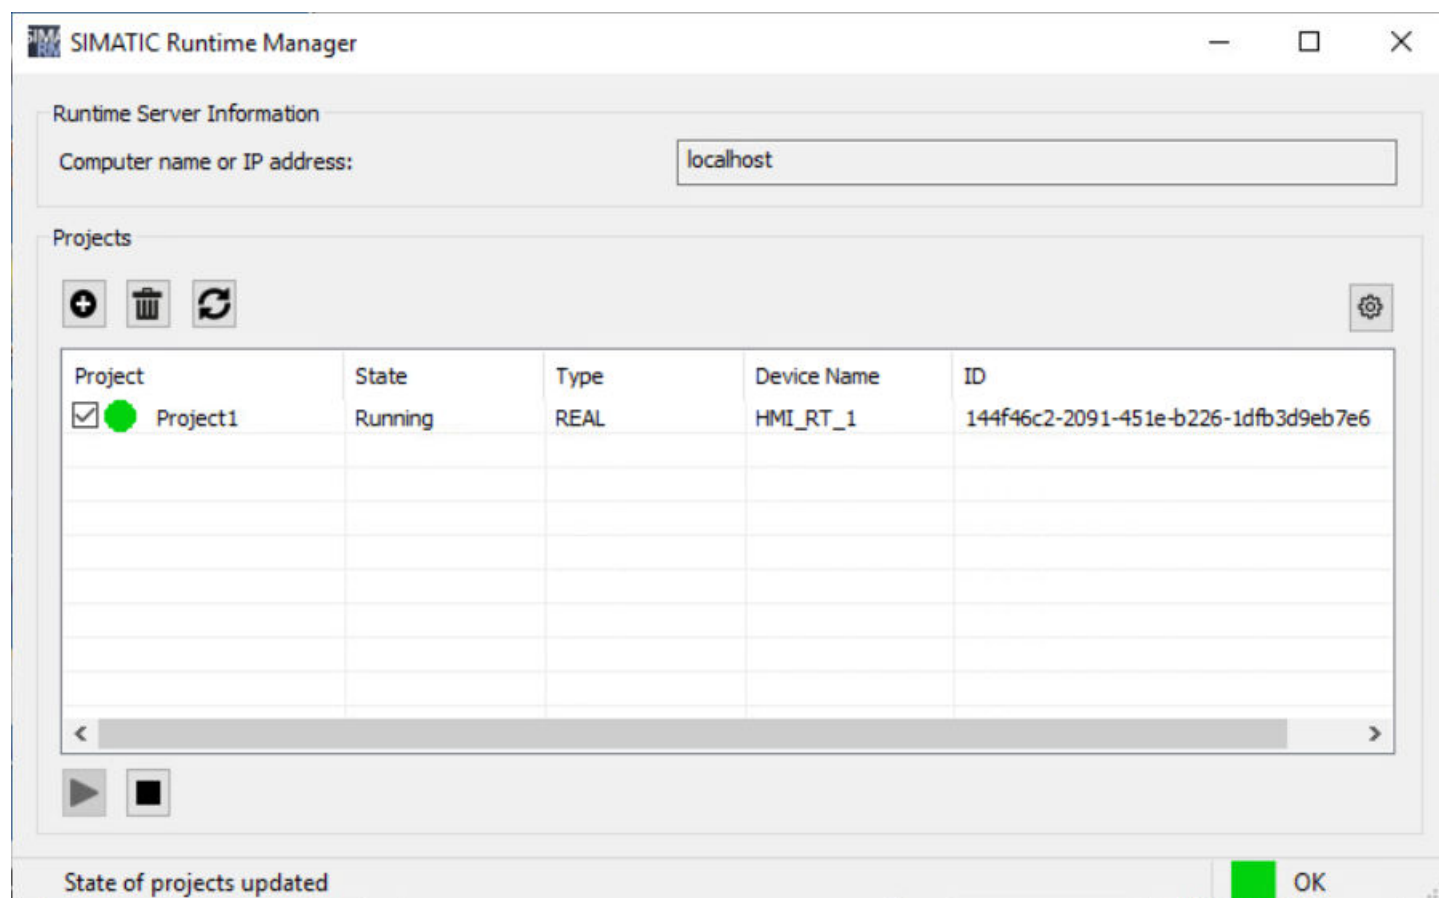 SIMATIC Runtime Manager
Runtime Server Information
Computer name or IP address: localhost
Projects
Project State Type Device Name ID
Project1 Running REAL HMI_RT_1 144f46c2-2091-451e-b226-1dfb3d9eb7e6
State of projects updated OK